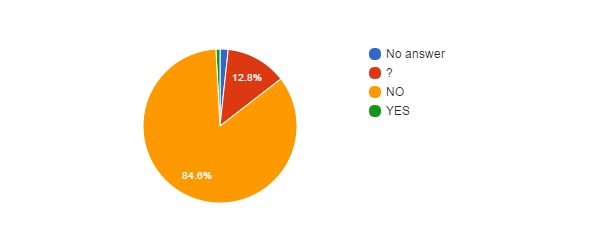 No answer
?
NO
YES
12.8%
84.6%